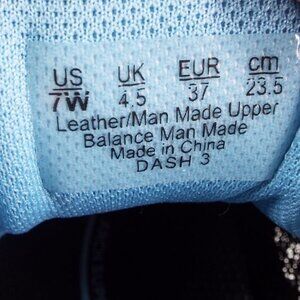 US UK EUR cm
7W 4.5 37 23.5
Leather/Man Made Upper
Balance Man Made
Made in China
DASH 3